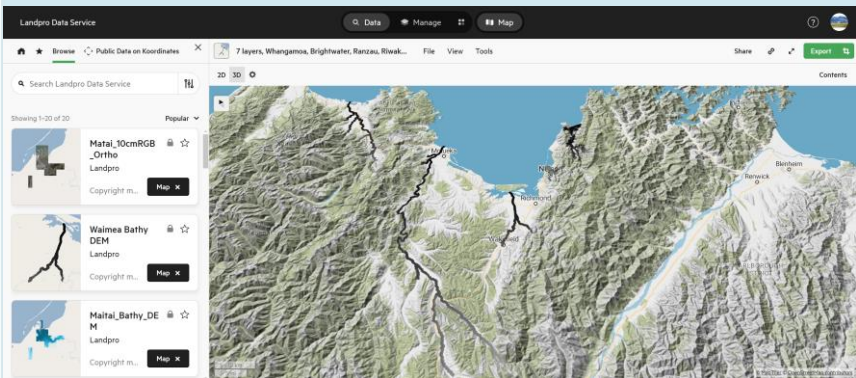 Landpro Data Service
Data
Manage
Map
?
Browse
Public Data on Koordinates
7 layers, Whangamoa, Brightwater, Ranzau, Riwak...
File
View
Tools
Share
Export
Search Landpro Data Service
2D
3D
Contents
Showing 1–20 of 20
Popular
Matai_10cmRGB
_Ortho
Landpro
Copyright m...
Map ×
Waimea Bathy
DEM
Landpro
Copyright m...
Map ×
Maitai_Bathy_DE
M
Landpro
Copyright m...
Map ×
Richmond
Wakefield
Renwick
Blenheim